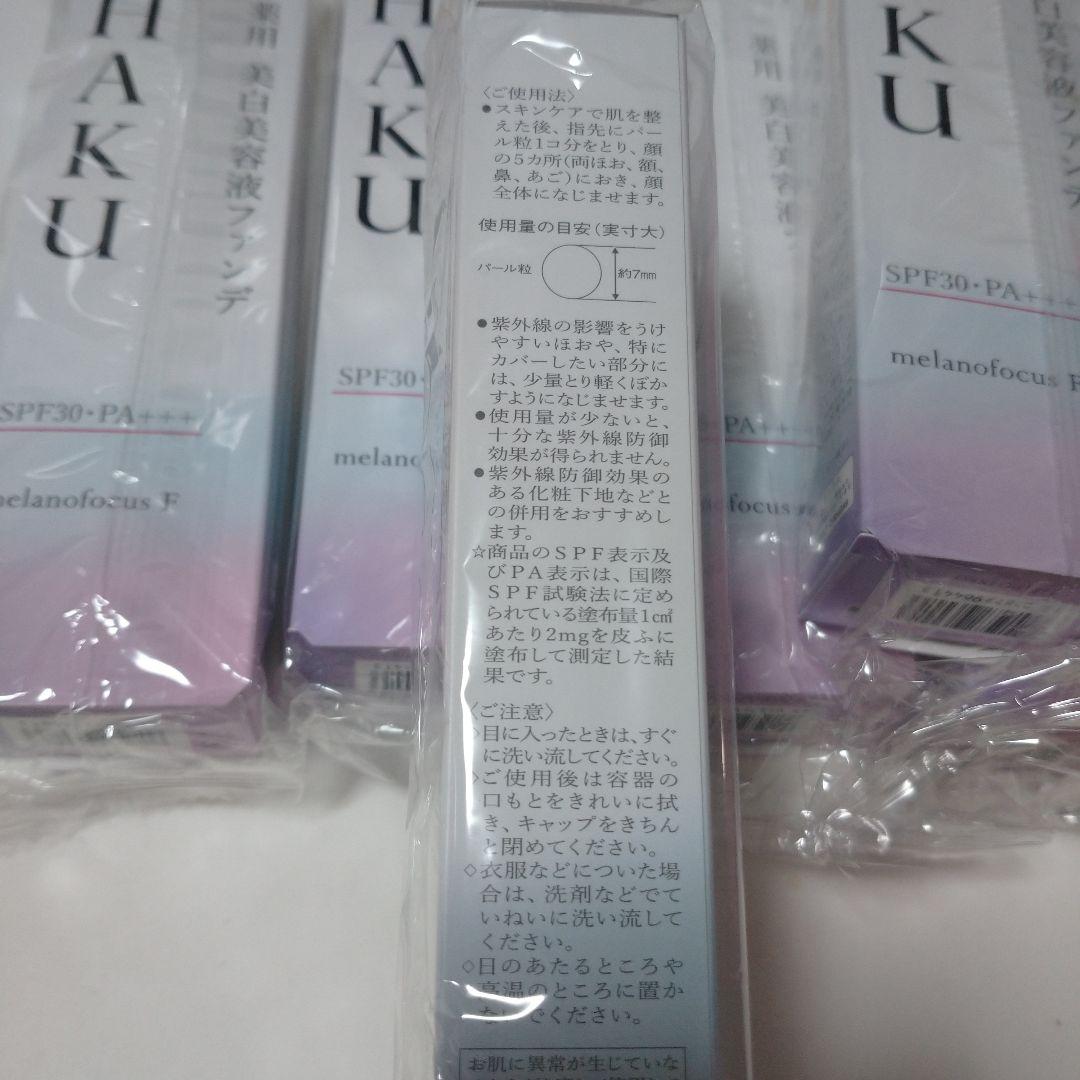 HAKU
薬用 美白美容液ファンデ
SPF30・PA+++
melanofocus F
HAKU
SPF30・
melano
〈ご使用法〉
●スキンケアで肌を整
えた後、指先にパー
ル粒1コ分をとり、顔
の5カ所(両ほお、額、
鼻、あご)におき、顔
全体になじませます。
使用量の目安(実寸大)
パール粒
約7mm
●紫外線の影響をうけ
やすいほおや、特に
カバーしたい部分に
は、少量とり軽くぼか
すようになじませます。
●使用量が少ないと、
十分な紫外線防御
効果が得られません。
●紫外線防御効果の
ある化粧下地などと
の併用をおすすめし
ます。
☆商品のSPF表示及
びPA表示は、国際
SPF試験法に定め
られている塗布量1㎠
あたり2mgを皮ふに
塗布して測定した結
果です。
〈ご注意〉
◇目に入ったときは、すぐ
に洗い流してください。
◇ご使用後は容器の
口もとをきれいに拭
き、キャップをきちん
と閉めてください。
◇衣服などについた場
合は、洗剤などでて
いねいに洗い流して
ください。
◇日のあたるところや
高温のところに置か
ないでください。
お肌に異常が生じていな
薬用 美白美容液
PA+++
focus
KU
白美容液ファンデ
SPF30・PA+++
melanofocus F